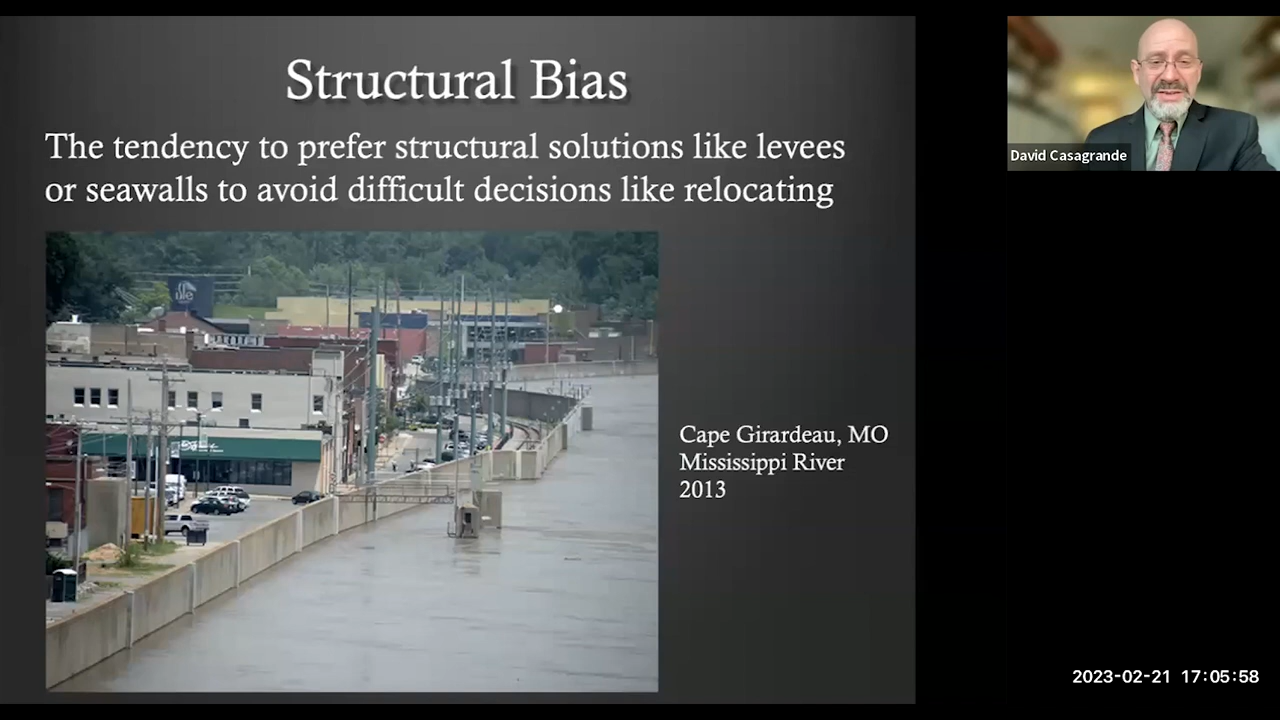 Structural Bias
The tendency to prefer structural solutions like levees
or seawalls to avoid difficult decisions like relocating
Cape Girardeau, MO
Mississippi River
2013
David Casagrande
2023-02-21 17:05:58